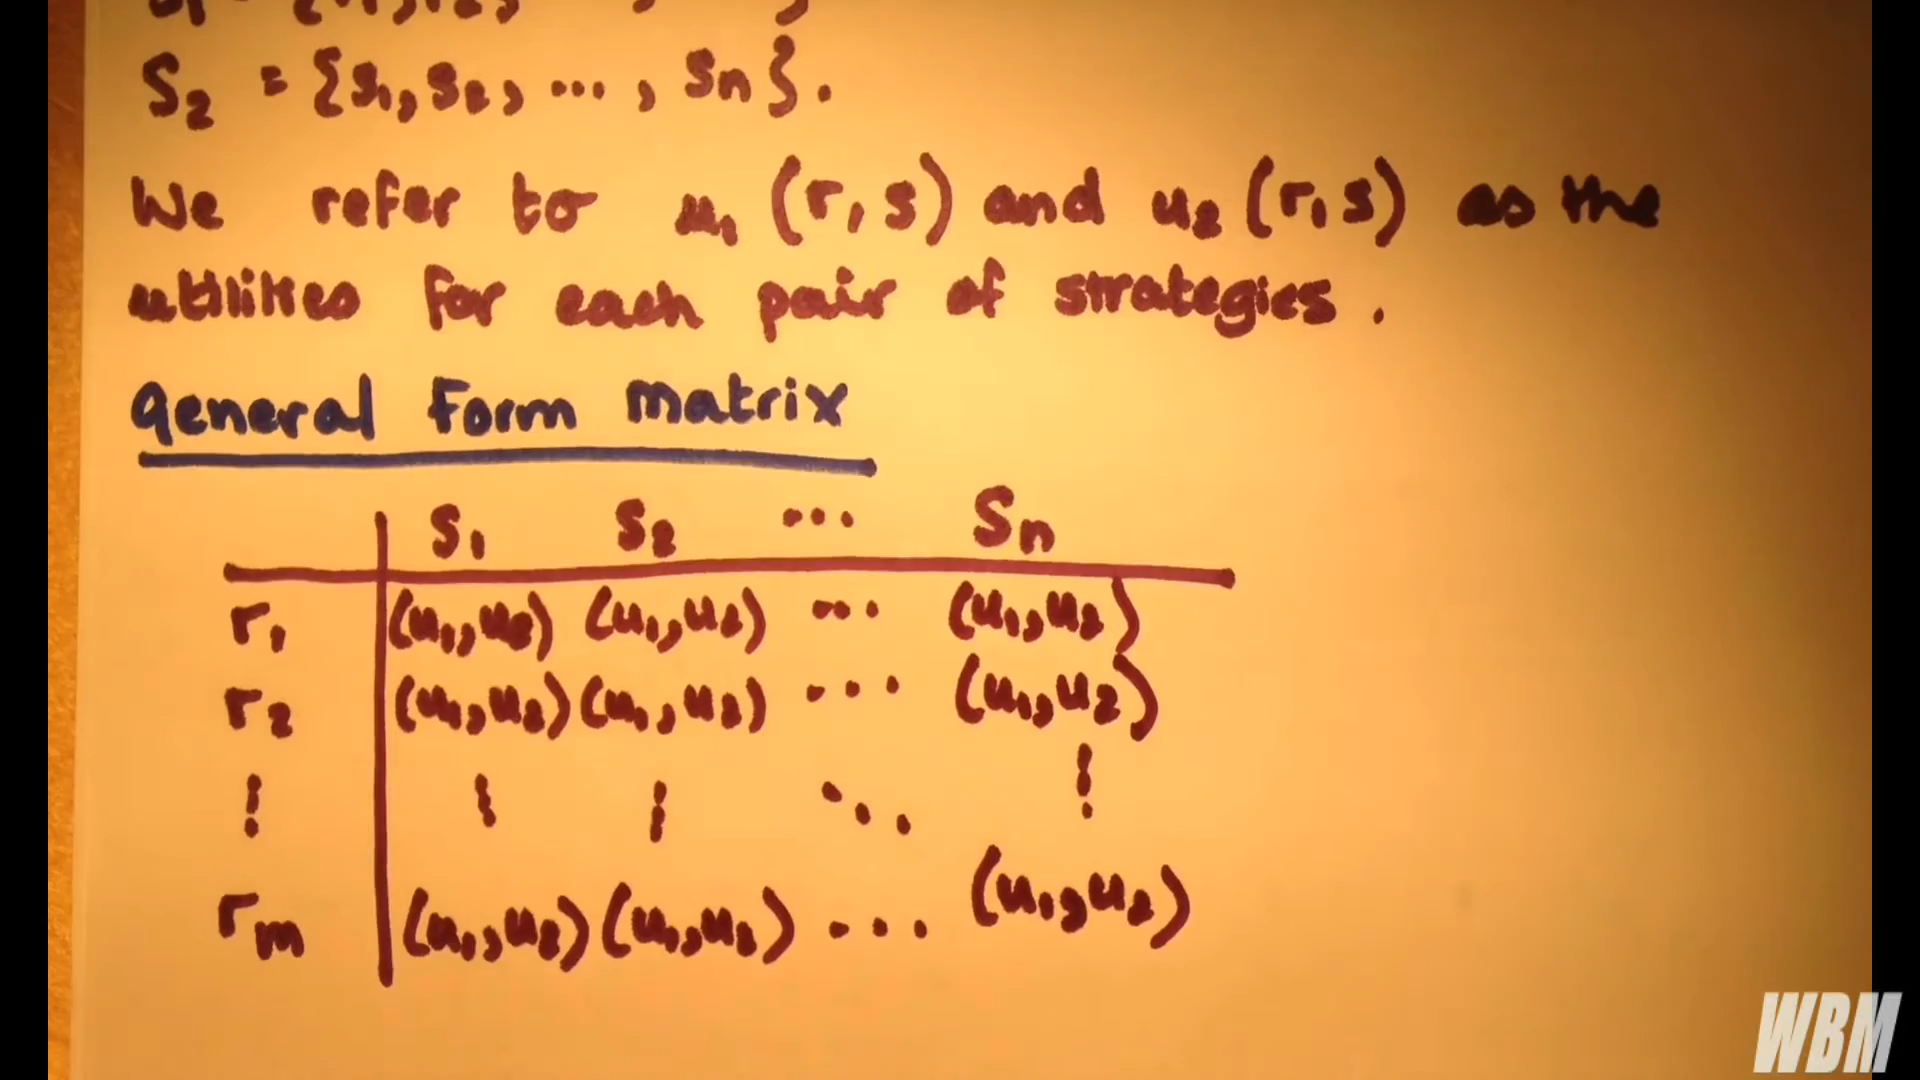 S₂ = {s₁, s₂, ... , sₙ}.
We refer to u₁ (r, s) and u₂ (r, s) as the
utilities for each pair of strategies.
General Form Matrix
s₁ s₂ ... sₙ
r₁ (u₁, u₂) (u₁, u₂) ... (u₁, u₂)
r₂ (u₁, u₂) (u₁, u₂) ... (u₁, u₂)
⋮ ⋮ ⋮ ⋱ ⋮
rₘ (u₁, u₂) (u₁, u₂) ... (u₁, u₂)
WBM